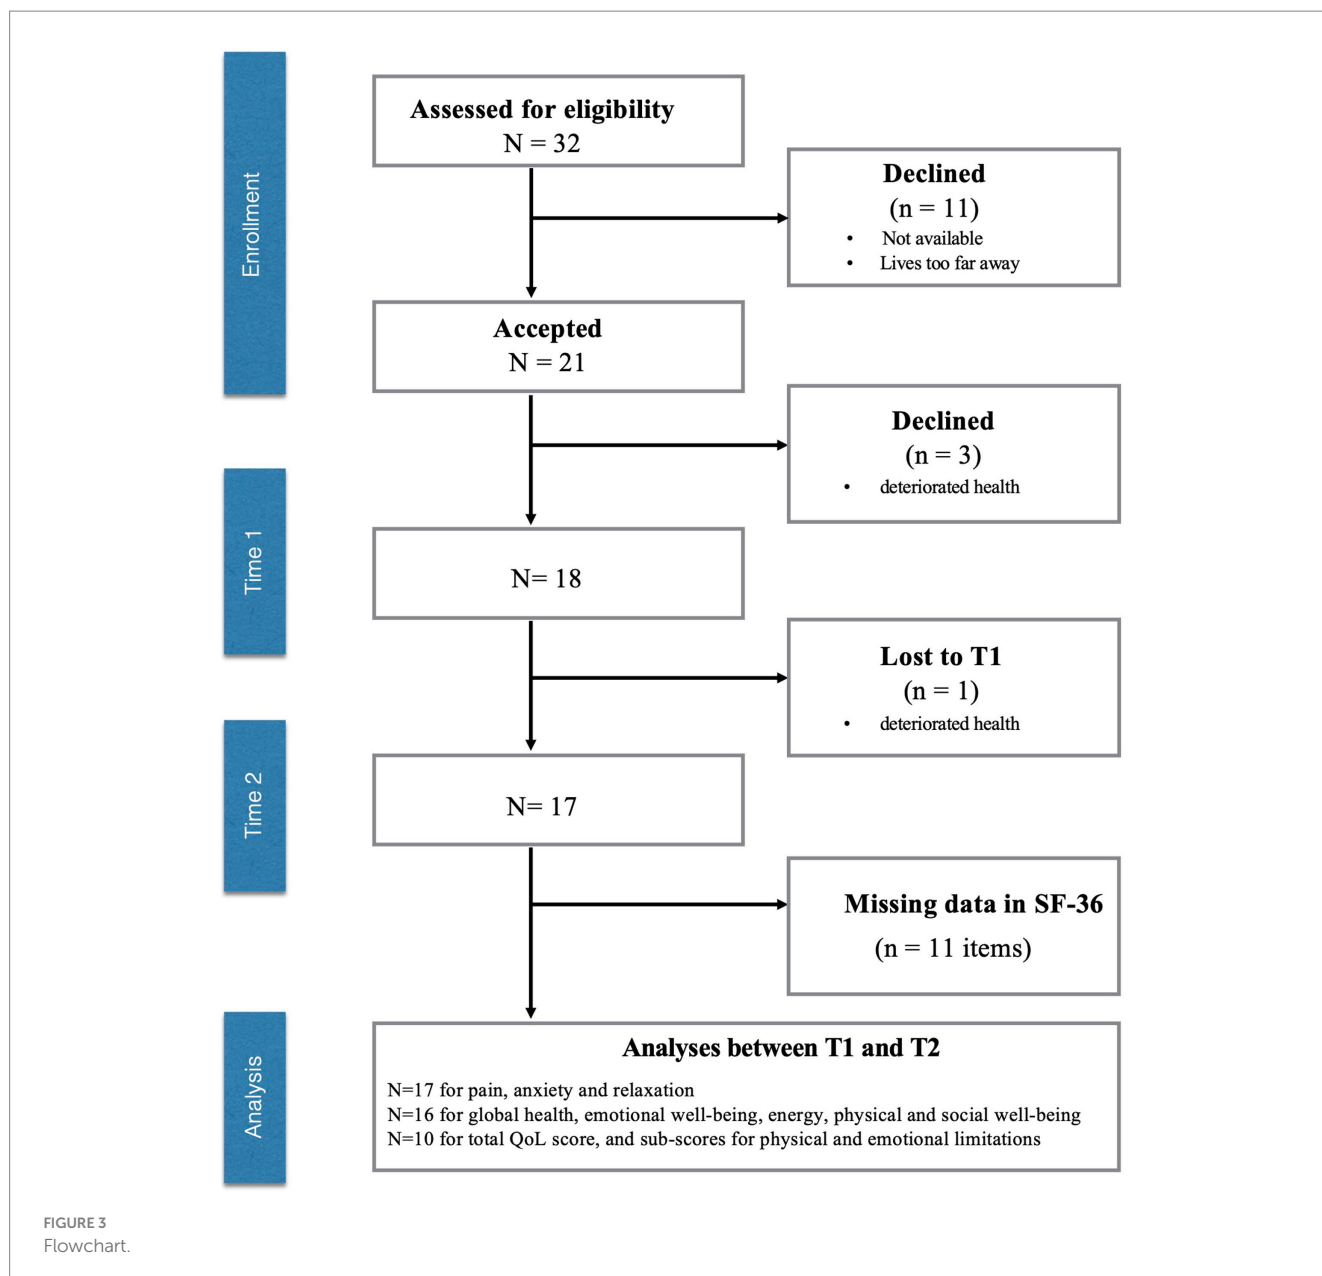 Enrollment
Assessed for eligibility
N = 32
Declined
(n = 11)
• Not available
• Lives too far away
Accepted
N = 21
Declined
(n = 3)
• deteriorated health
Time 1
N= 18
Lost to T1
(n = 1)
• deteriorated health
Time 2
N= 17
Missing data in SF-36
(n = 11 items)
Analysis
Analyses between T1 and T2
N=17 for pain, anxiety and relaxation
N=16 for global health, emotional well-being, energy, physical and social well-being
N=10 for total QoL score, and sub-scores for physical and emotional limitations
FIGURE 3
Flowchart.